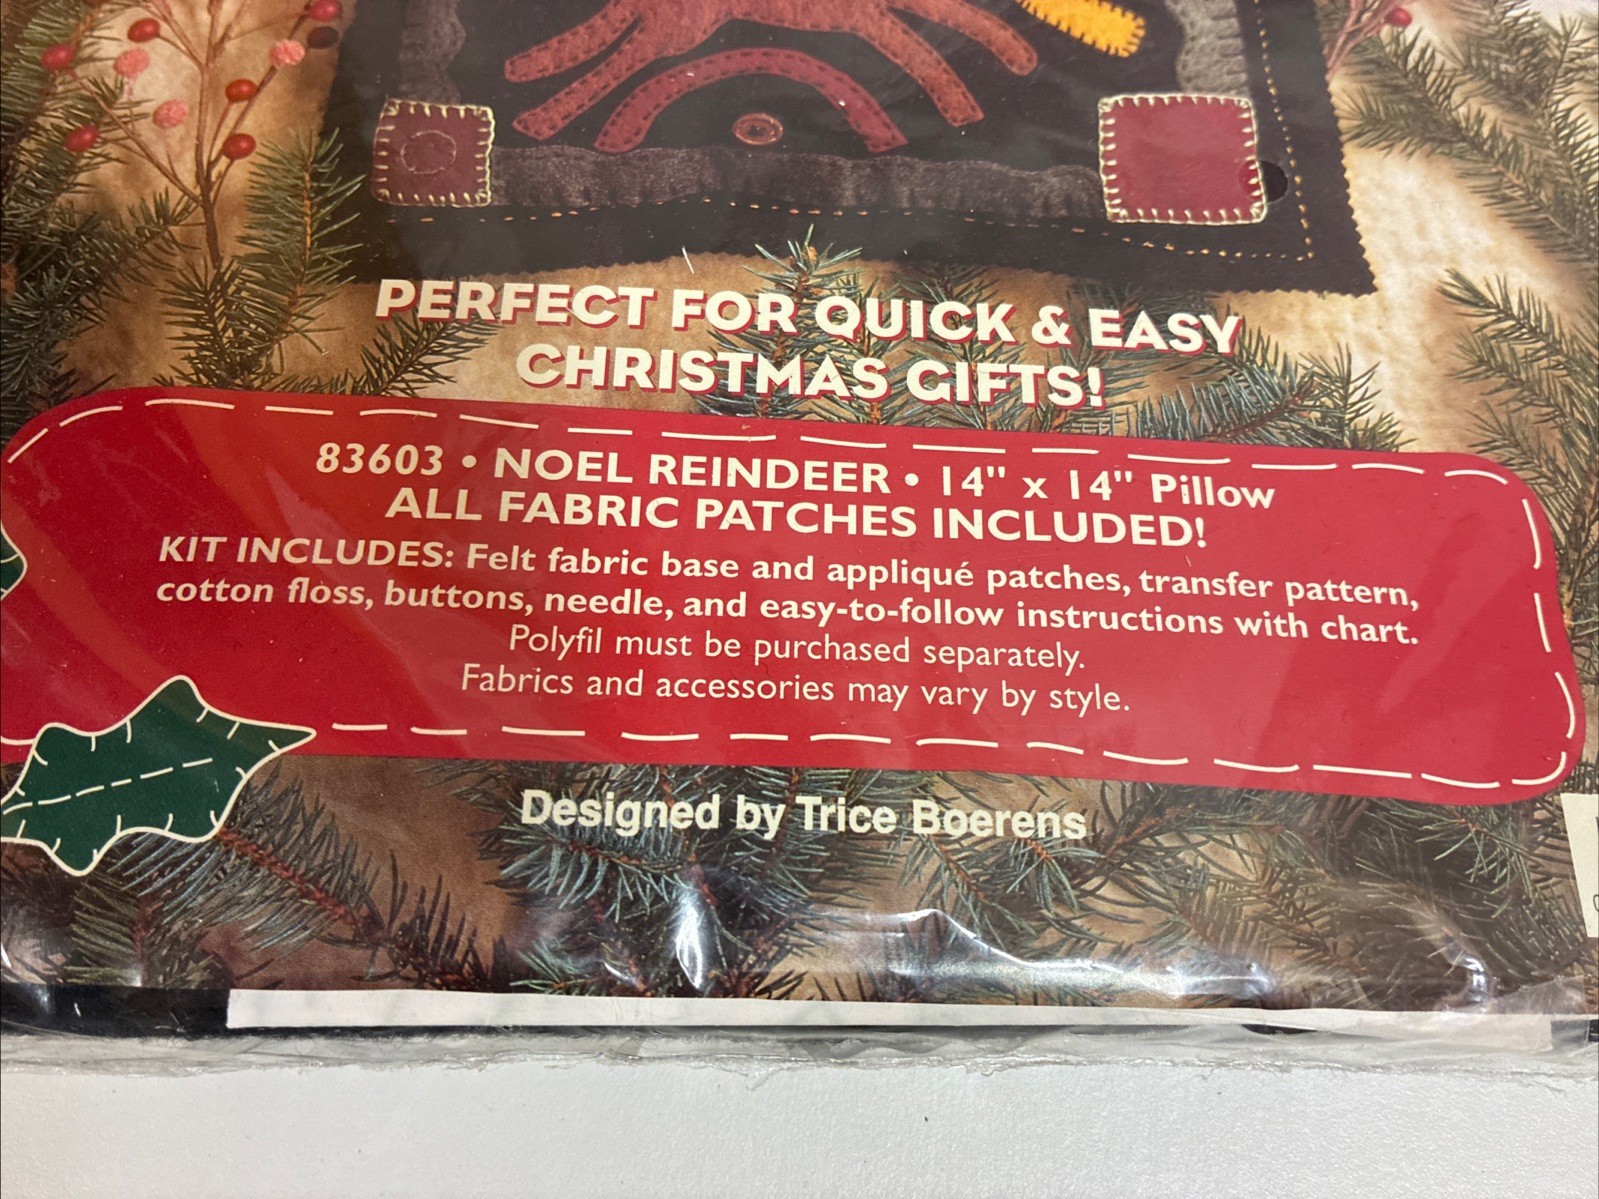 PERFECT FOR QUICK & EASY
CHRISTMAS GIFTS!
83603 • NOEL REINDEER • 14" x 14" Pillow
ALL FABRIC PATCHES INCLUDED!
KIT INCLUDES: Felt fabric base and appliqué patches, transfer pattern,
cotton floss, buttons, needle, and easy-to-follow instructions with chart.
Polyfil must be purchased separately.
Fabrics and accessories may vary by style.
Designed by Trice Boerens